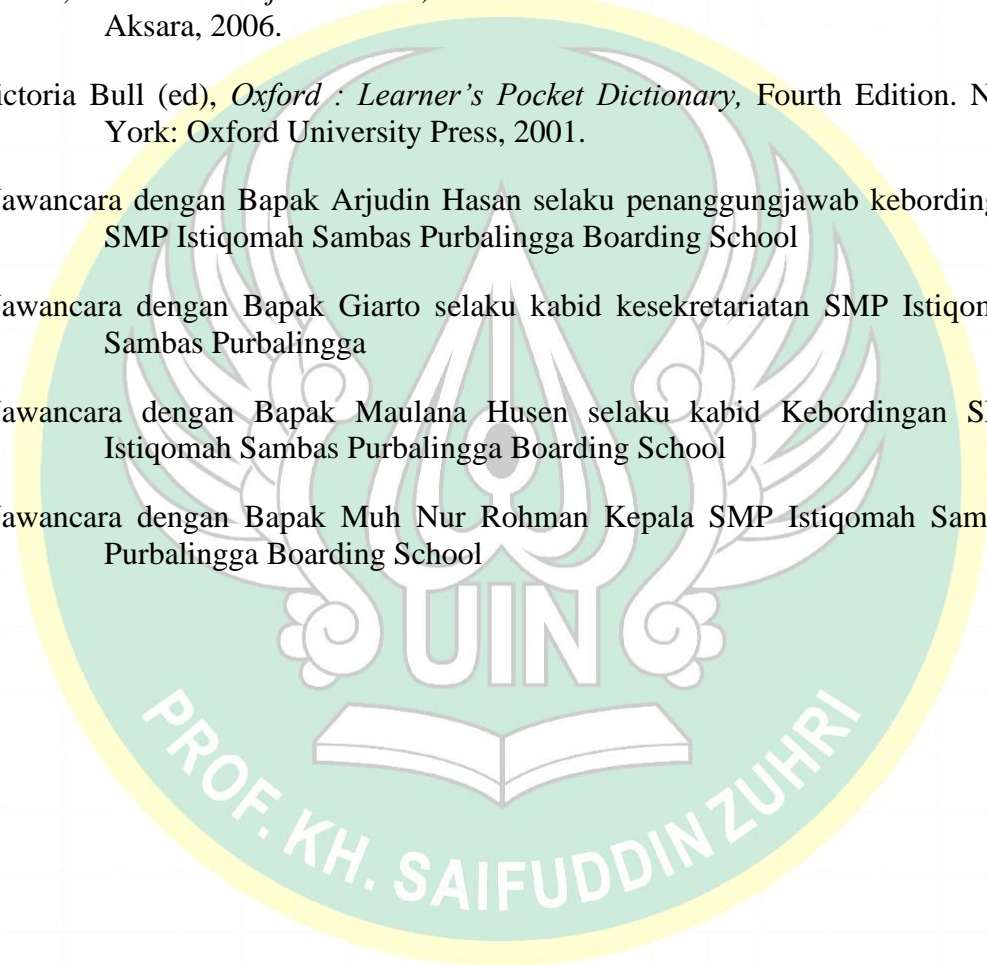 Aksara, 2006.
ictoria Bull (ed), Oxford : Learner’s Pocket Dictionary, Fourth Edition. N
York: Oxford University Press, 2001.
awancara dengan Bapak Arjudin Hasan selaku penanggungjawab kebording
SMP Istiqomah Sambas Purbalingga Boarding School
awancara dengan Bapak Giarto selaku kabid kesekretariatan SMP Istiqom
Sambas Purbalingga
awancara dengan Bapak Maulana Husen selaku kabid Kebordingan S
Istiqomah Sambas Purbalingga Boarding School
awancara dengan Bapak Muh Nur Rohman Kepala SMP Istiqomah Sam
Purbalingga Boarding School
UIN
PROF. KH. SAIFUDDIN ZUHRI